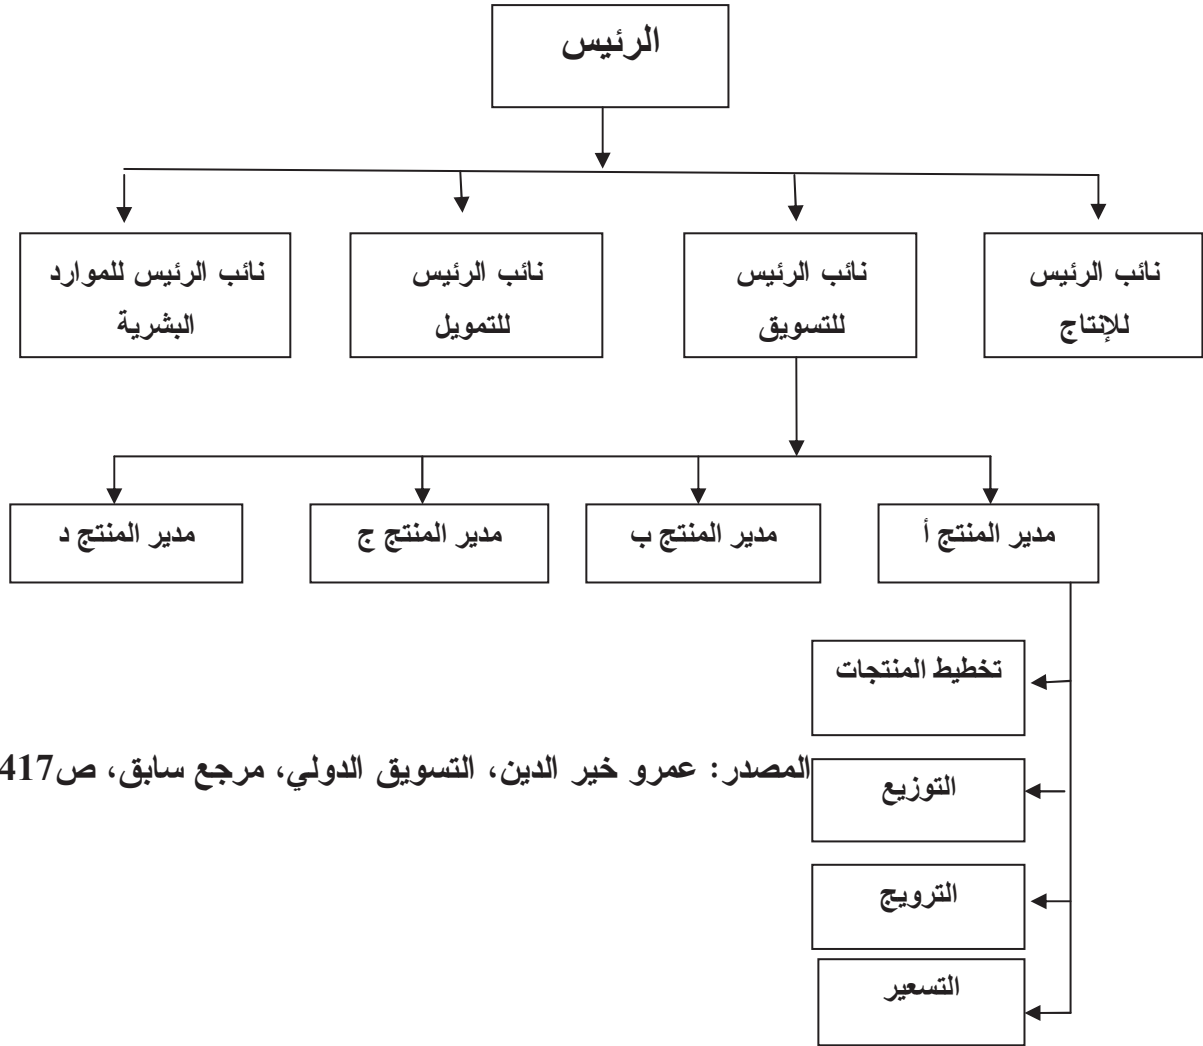 الرئيس
نائب الرئيس
للإنتاج
نائب الرئيس
للتسويق
نائب الرئيس
للتمويل
نائب الرئيس للموارد
البشرية
مدير المنتج أ
مدير المنتج ب
مدير المنتج ج
مدير المنتج د
تخطيط المنتجات
المصدر: عمرو خير الدين، التسويق الدولي، مرجع سابق، ص417
التوزيع
الترويج
التسعير